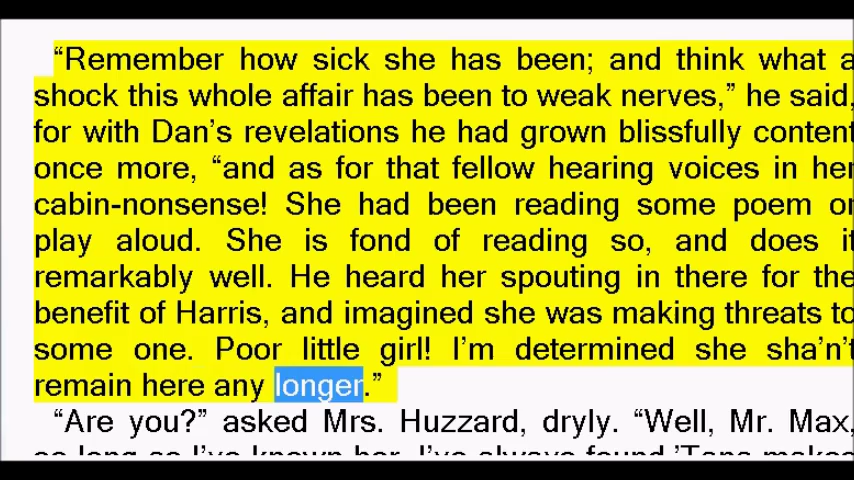 “Remember how sick she has been; and think what a
shock this whole affair has been to weak nerves,” he said,
for with Dan’s revelations he had grown blissfully content
once more, “and as for that fellow hearing voices in her
cabin-nonsense! She had been reading some poem or
play aloud. She is fond of reading so, and does it
remarkably well. He heard her spouting in there for the
benefit of Harris, and imagined she was making threats to
some one. Poor little girl! I’m determined she sha’n’t
remain here any longer.”
“Are you?” asked Mrs. Huzzard, dryly. “Well, Mr. Max,
so long as I’ve known her, I’ve always found ’Tana makes